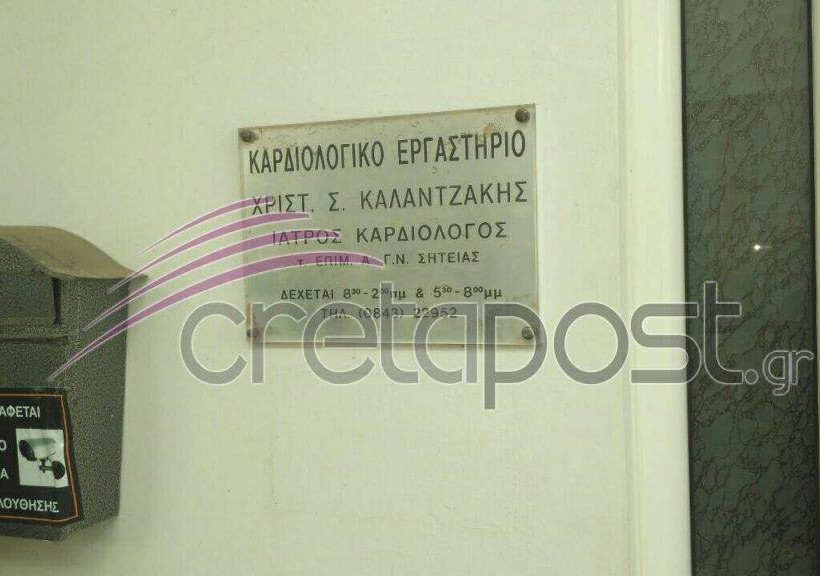 ΚΑΡΔΙΟΛΟΓΙΚΟ ΕΡΓΑΣΤΗΡΙΟ
ΧΡΙΣΤ. Σ. ΚΑΛΑΝΤΖΑΚΗΣ
ΙΑΤΡΟΣ ΚΑΡΔΙΟΛΟΓΟΣ
τ. ΕΠΙΜ. Α. Γ.Ν. ΣΗΤΕΙΑΣ
ΔΕΧΕΤΑΙ 8³⁰-2⁰⁰πμ & 5³⁰-8⁰⁰μμ
ΤΗΛ. (0843) 22952
cretapost.gr
ΑΦΕΤΑΙ
Ο
Α
ΛΟΥΘΗΣΗΣ